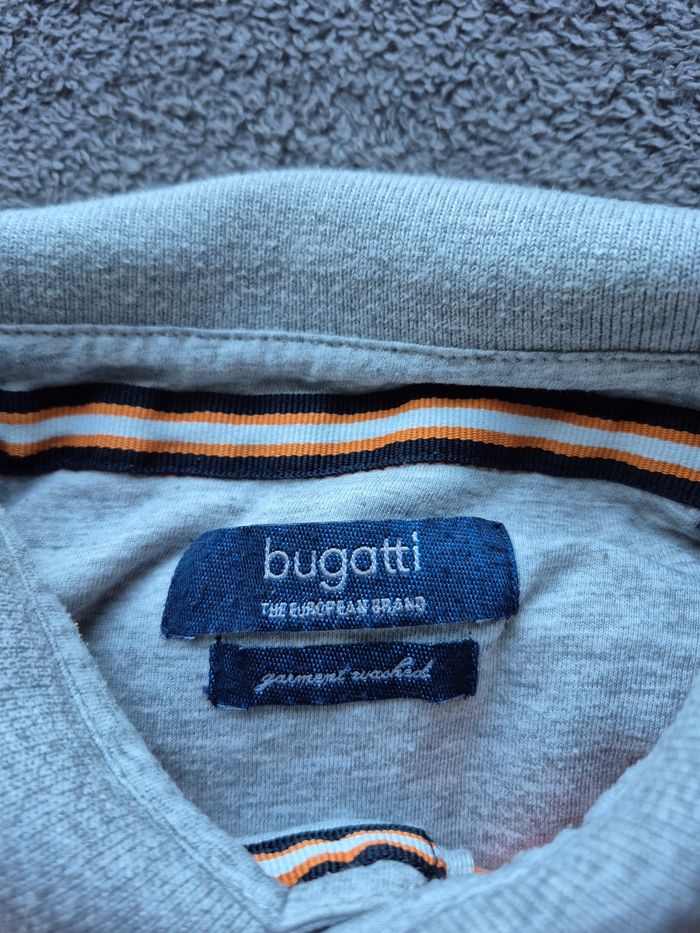 bugatti
THE EUROPEAN BRAND
garment washed